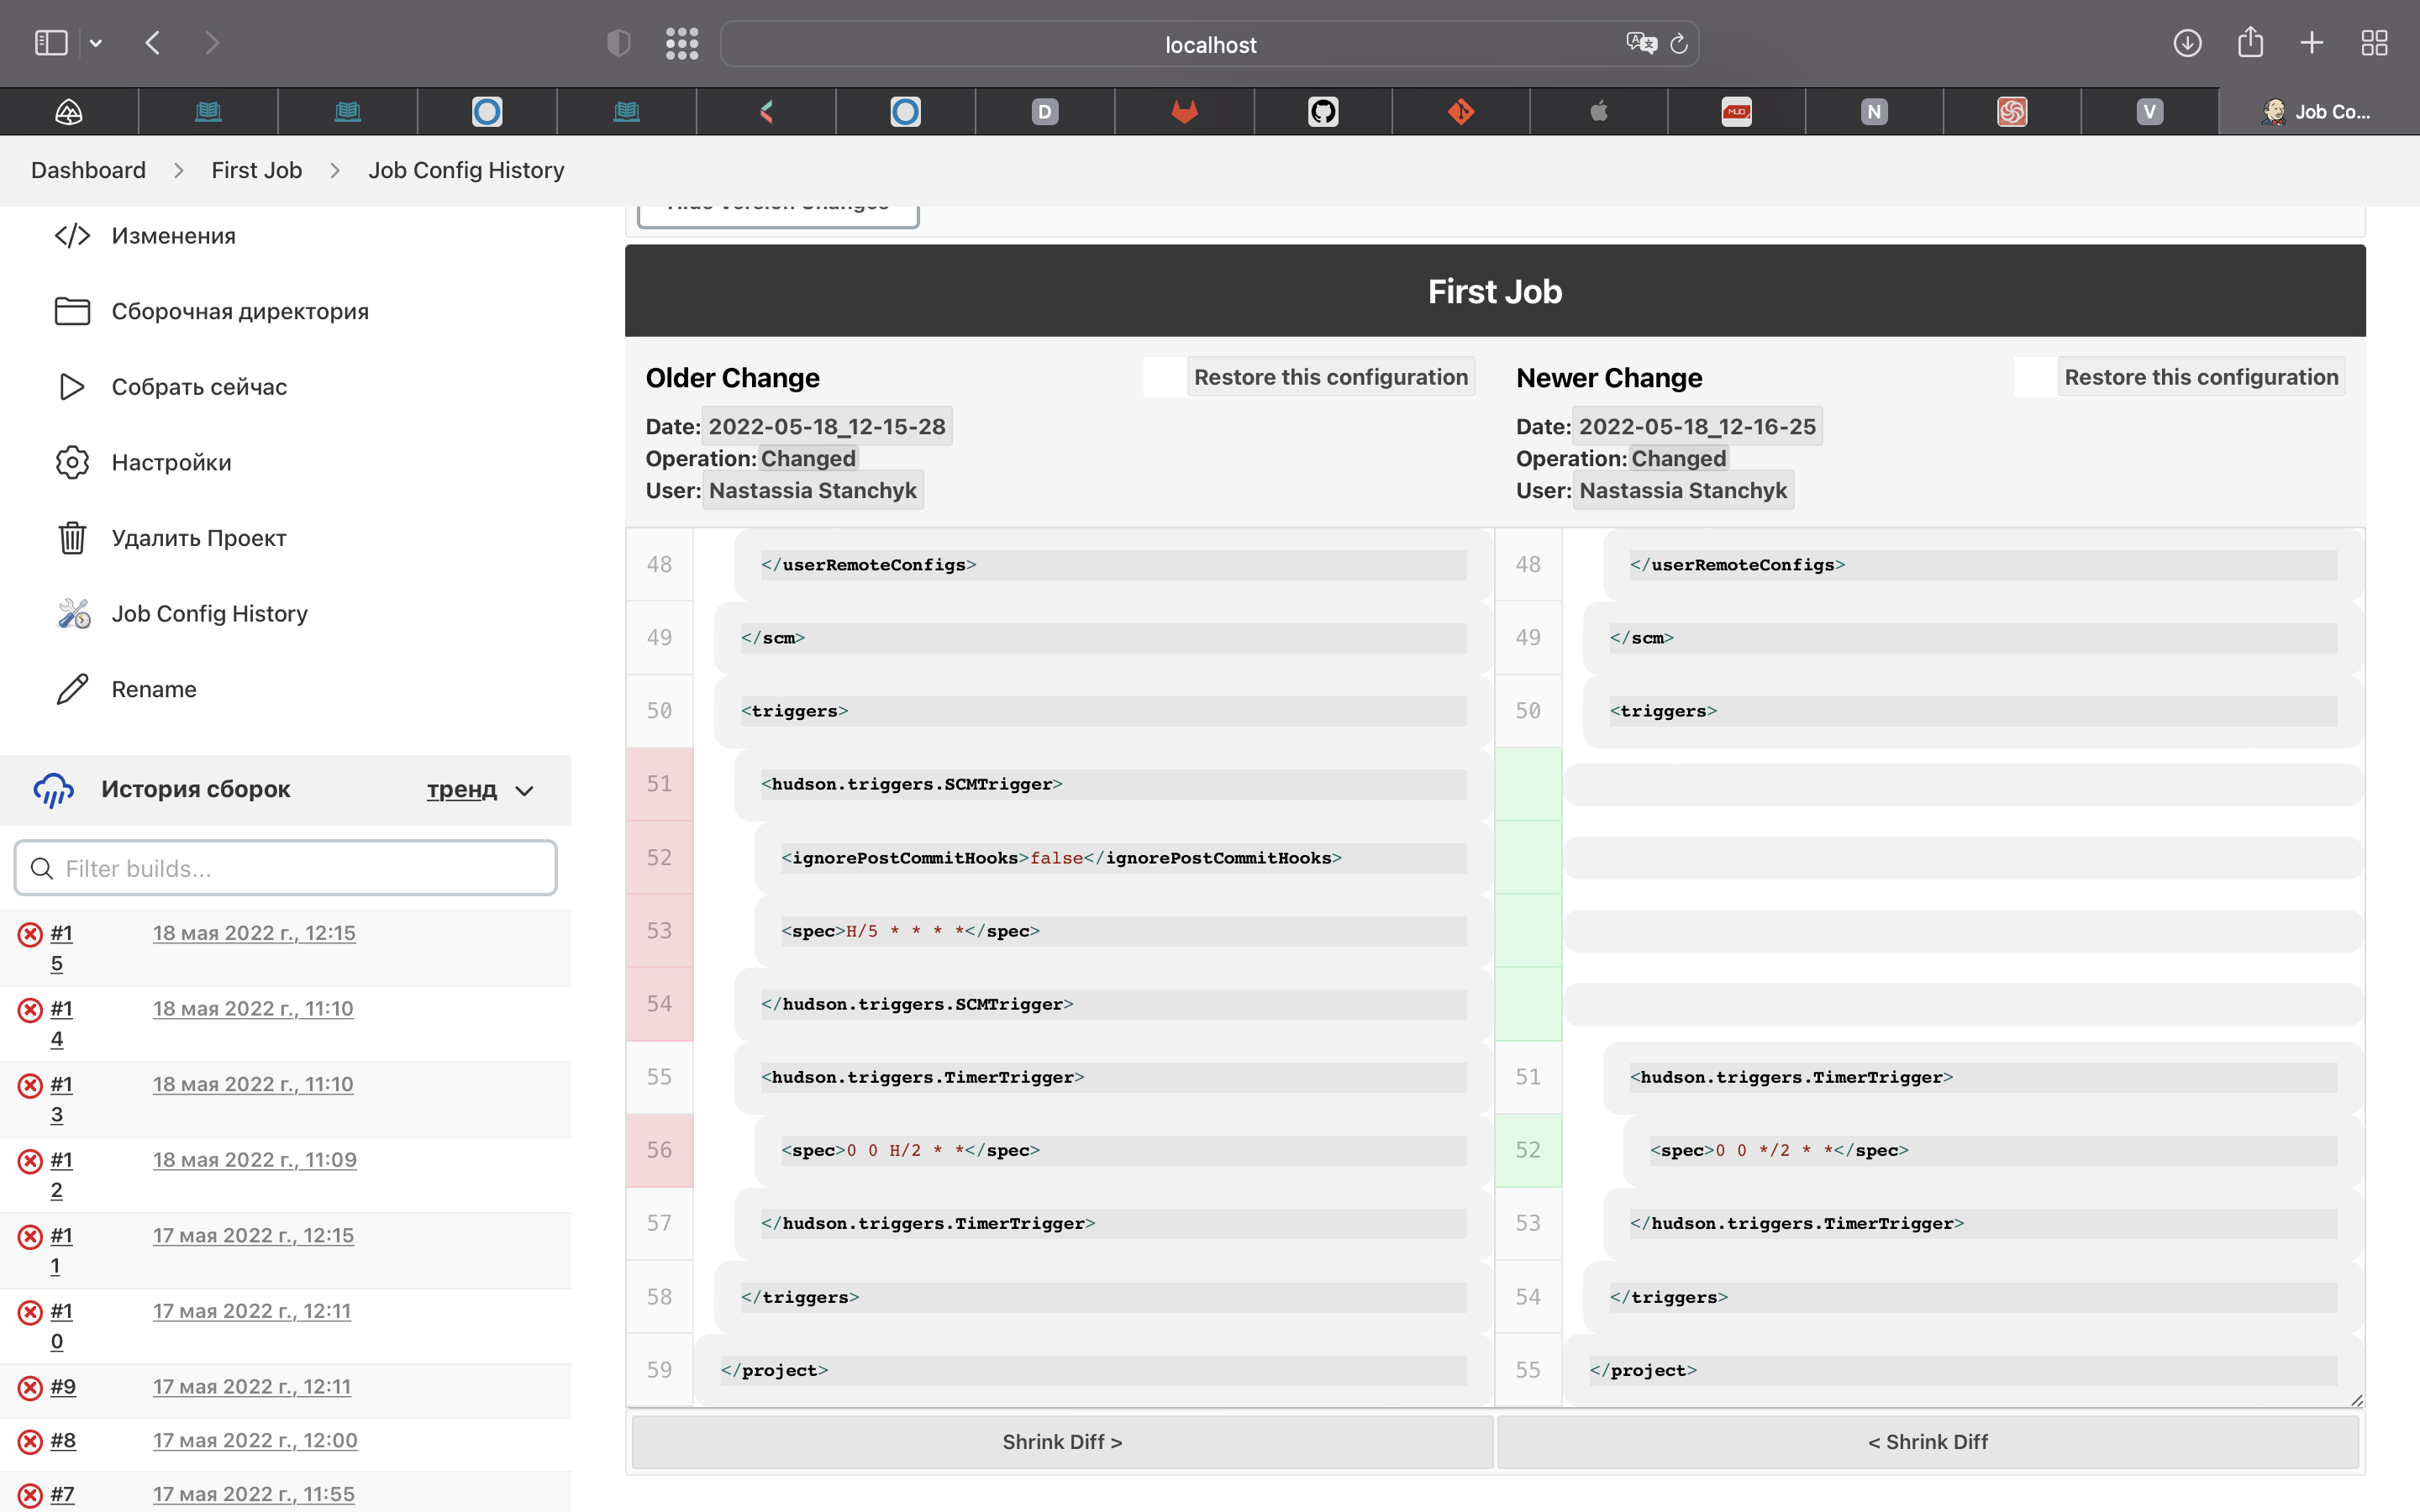 localhost
D
MUD
N
V
Job Co...
Dashboard > First Job > Job Config History
Hide Version Changes
Изменения
Сборочная директория
Собрать сейчас
Настройки
Удалить Проект
Job Config History
Rename
История сборок тренд
Filter builds...
#15 18 мая 2022 г., 12:15
#14 18 мая 2022 г., 11:10
#13 18 мая 2022 г., 11:10
#12 18 мая 2022 г., 11:09
#11 17 мая 2022 г., 12:15
#10 17 мая 2022 г., 12:11
#9 17 мая 2022 г., 12:11
#8 17 мая 2022 г., 12:00
#7 17 мая 2022 г., 11:55
First Job
Older Change Restore this configuration
Date: 2022-05-18_12-15-28
Operation: Changed
User: Nastassia Stanchyk
Newer Change Restore this configuration
Date: 2022-05-18_12-16-25
Operation: Changed
User: Nastassia Stanchyk
48 </userRemoteConfigs> 48 </userRemoteConfigs>
49 </scm> 49 </scm>
50 <triggers> 50 <triggers>
51 <hudson.triggers.SCMTrigger>
52 <ignorePostCommitHooks>false</ignorePostCommitHooks>
53 <spec>H/5 * * * *</spec>
54 </hudson.triggers.SCMTrigger>
55 <hudson.triggers.TimerTrigger> 51 <hudson.triggers.TimerTrigger>
56 <spec>0 0 H/2 * *</spec> 52 <spec>0 0 */2 * *</spec>
57 </hudson.triggers.TimerTrigger> 53 </hudson.triggers.TimerTrigger>
58 </triggers> 54 </triggers>
59 </project> 55 </project>
Shrink Diff > < Shrink Diff